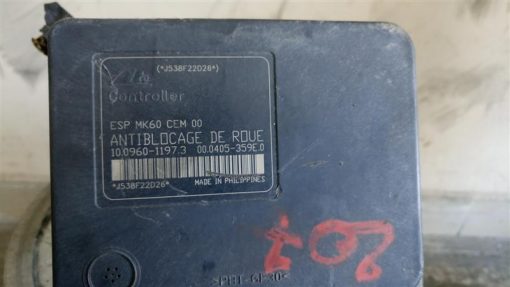 (*J538F22D26*)
Controller
ESP MK60 CEM 00
ANTIBLOCAGE DE ROUE
10.0960-1197.3 00.0405-359E.0
*J538F22D26*
MADE IN PHILIPPINES
207